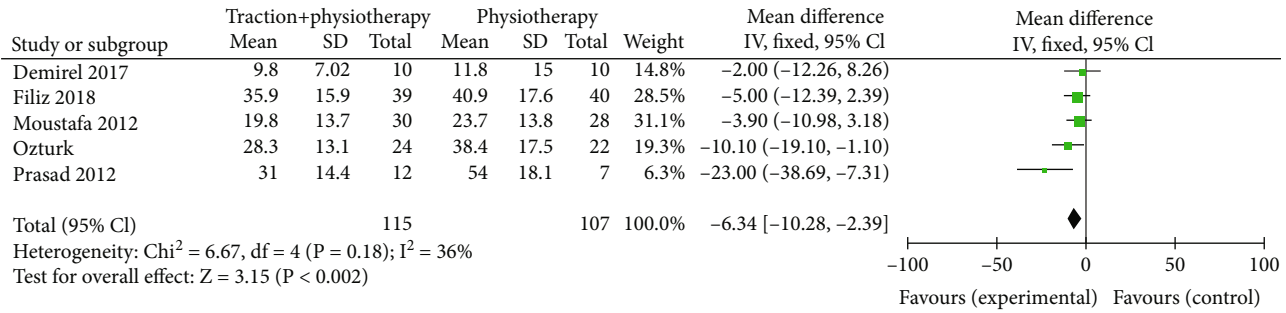 Traction+physiotherapy Physiotherapy Mean difference Mean difference
Study or subgroup Mean SD Total Mean SD Total Weight IV, fixed, 95% Cl IV, fixed, 95% Cl
Demirel 2017 9.8 7.02 10 11.8 15 10 14.8% –2.00 (–12.26, 8.26)
Filiz 2018 35.9 15.9 39 40.9 17.6 40 28.5% –5.00 (–12.39, 2.39)
Moustafa 2012 19.8 13.7 30 23.7 13.8 28 31.1% –3.90 (–10.98, 3.18)
Ozturk 28.3 13.1 24 38.4 17.5 22 19.3% –10.10 (–19.10, –1.10)
Prasad 2012 31 14.4 12 54 18.1 7 6.3% –23.00 (–38.69, –7.31)
Total (95% Cl) 115 107 100.0% –6.34 [–10.28, –2.39]
Heterogeneity: Chi² = 6.67, df = 4 (P = 0.18); I² = 36%
Test for overall effect: Z = 3.15 (P < 0.002)
–100 –50 0 50 100
Favours (experimental) Favours (control)